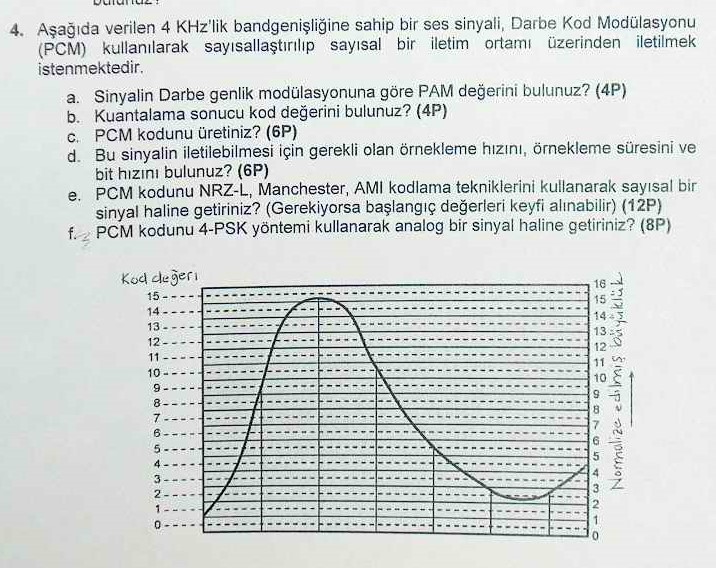 4. Aşağıda verilen 4 KHz'lik bandgenişliğine sahip bir ses sinyali, Darbe Kod Modülasyonu
(PCM) kullanılarak sayısallaştırılıp sayısal bir iletim ortamı üzerinden iletilmek
istenmektedir.
a. Sinyalin Darbe genlik modülasyonuna göre PAM değerini bulunuz? (4P)
b. Kuantalama sonucu kod değerini bulunuz? (4P)
c. PCM kodunu üretiniz? (6P)
d. Bu sinyalin iletilebilmesi için gerekli olan örnekleme hızını, örnekleme süresini ve
bit hızını bulunuz? (6P)
e. PCM kodunu NRZ-L, Manchester, AMI kodlama tekniklerini kullanarak sayısal bir
sinyal haline getiriniz? (Gerekiyorsa başlangıç değerleri keyfi alınabilir) (12P)
f. PCM kodunu 4-PSK yöntemi kullanarak analog bir sinyal haline getiriniz? (8P)
Kod değeri
15
14
13
12
11
10
9
8
7
6
5
4
3
2
1
0
16
15
14
13
12
11
10
9
8
7
6
5
4
3
2
1
0
Normalize edilmiş büyüklük